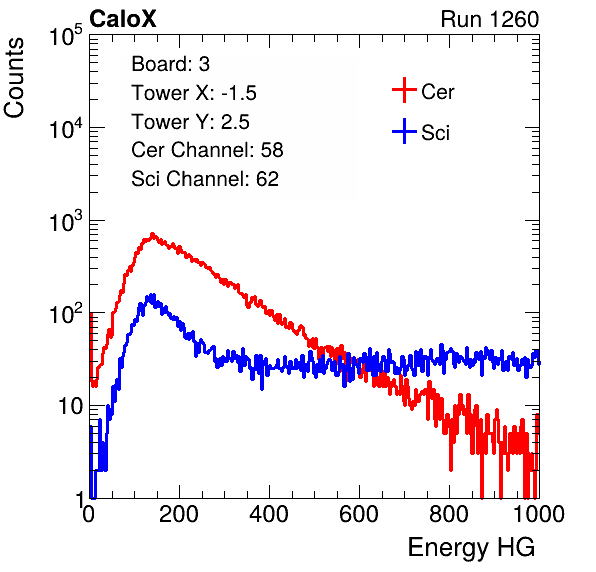 CaloX Run 1260
Counts
10^5
10^4
10^3
10^2
10
1
Board: 3
Tower X: -1.5
Tower Y: 2.5
Cer Channel: 58
Sci Channel: 62
Cer
Sci
0 200 400 600 800 1000
Energy HG